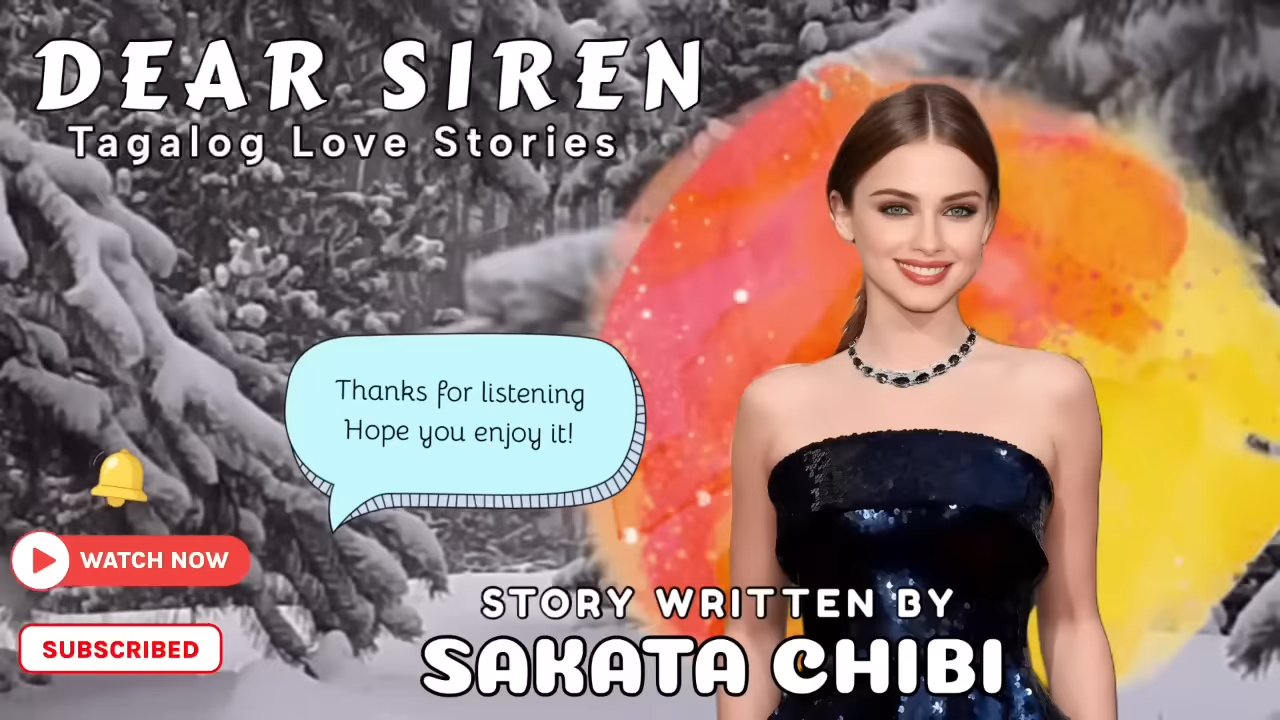 DEAR SIREN
Tagalog Love Stories
Thanks for listening
Hope you enjoy it!
WATCH NOW
SUBSCRIBED
STORY WRITTEN BY
SAKATA CHIBI